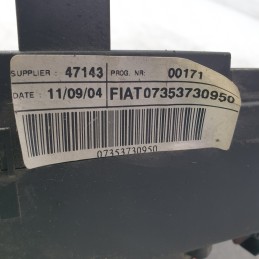 SUPPLIER : 47143 PROG. NR: 00171
DATE : 11/09/04 FIAT07353730950
07353730950